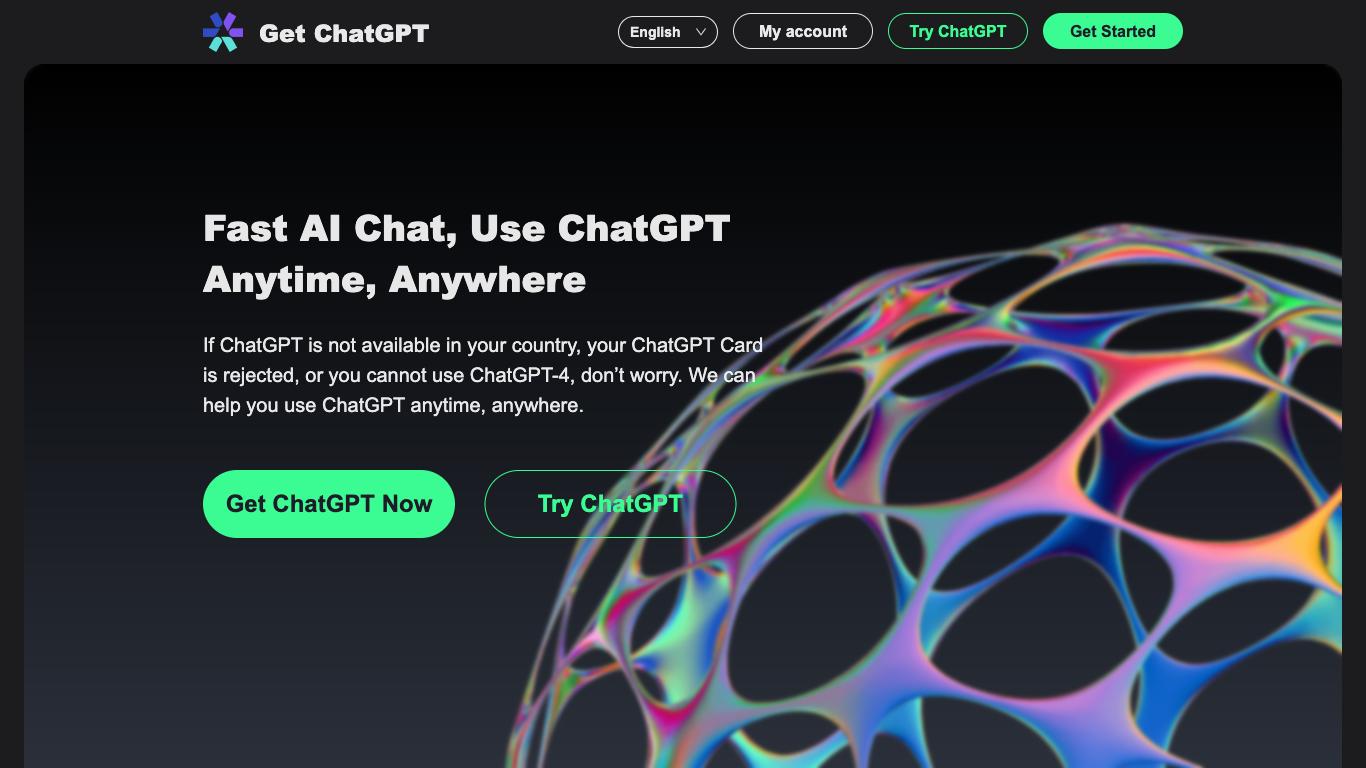 Get ChatGPT
English
My account
Try ChatGPT
Get Started
Fast AI Chat, Use ChatGPT
Anytime, Anywhere
If ChatGPT is not available in your country, your ChatGPT Card
is rejected, or you cannot use ChatGPT-4, don’t worry. We can
help you use ChatGPT anytime, anywhere.
Get ChatGPT Now
Try ChatGPT